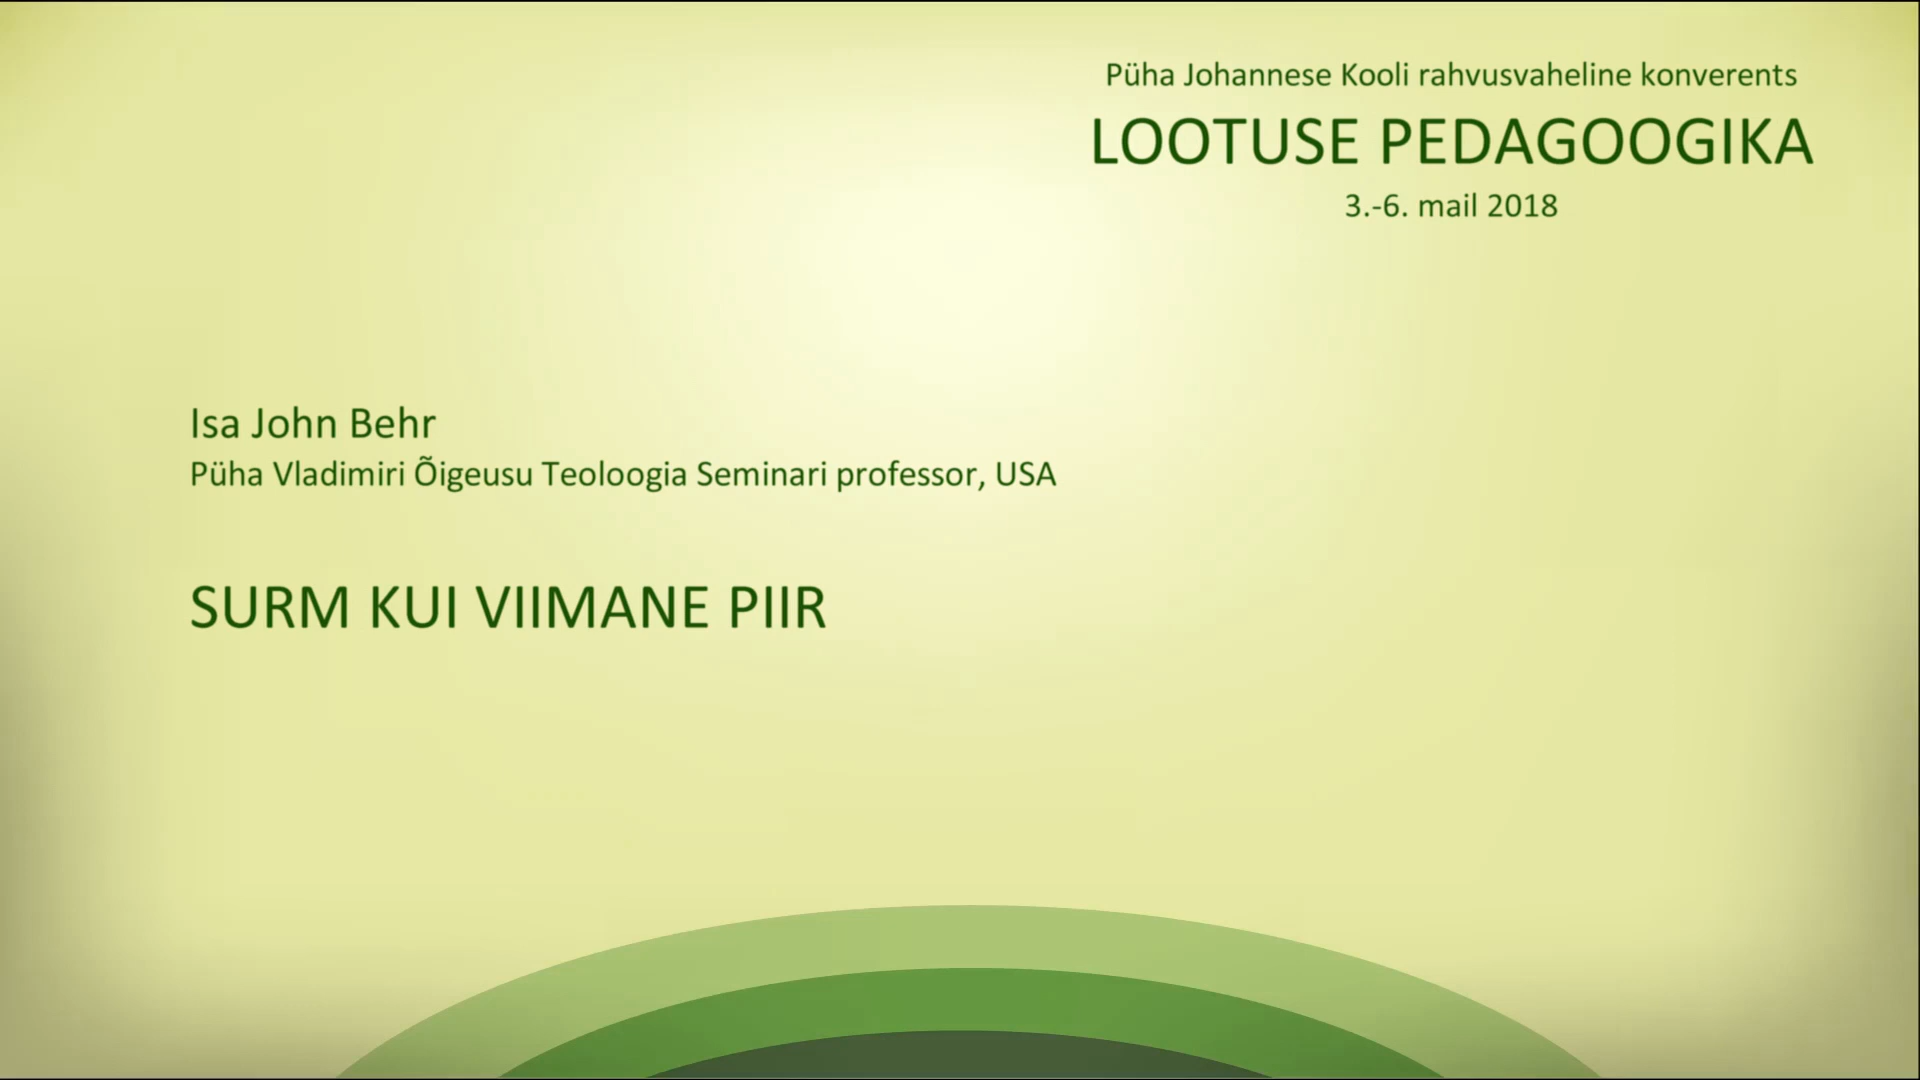 Püha Johannese Kooli rahvusvaheline konverents
LOOTUSE PEDAGOOGIKA
3.-6. mail 2018
Isa John Behr
Püha Vladimiri Õigeusu Teoloogia Seminari professor, USA
SURM KUI VIIMANE PIIR